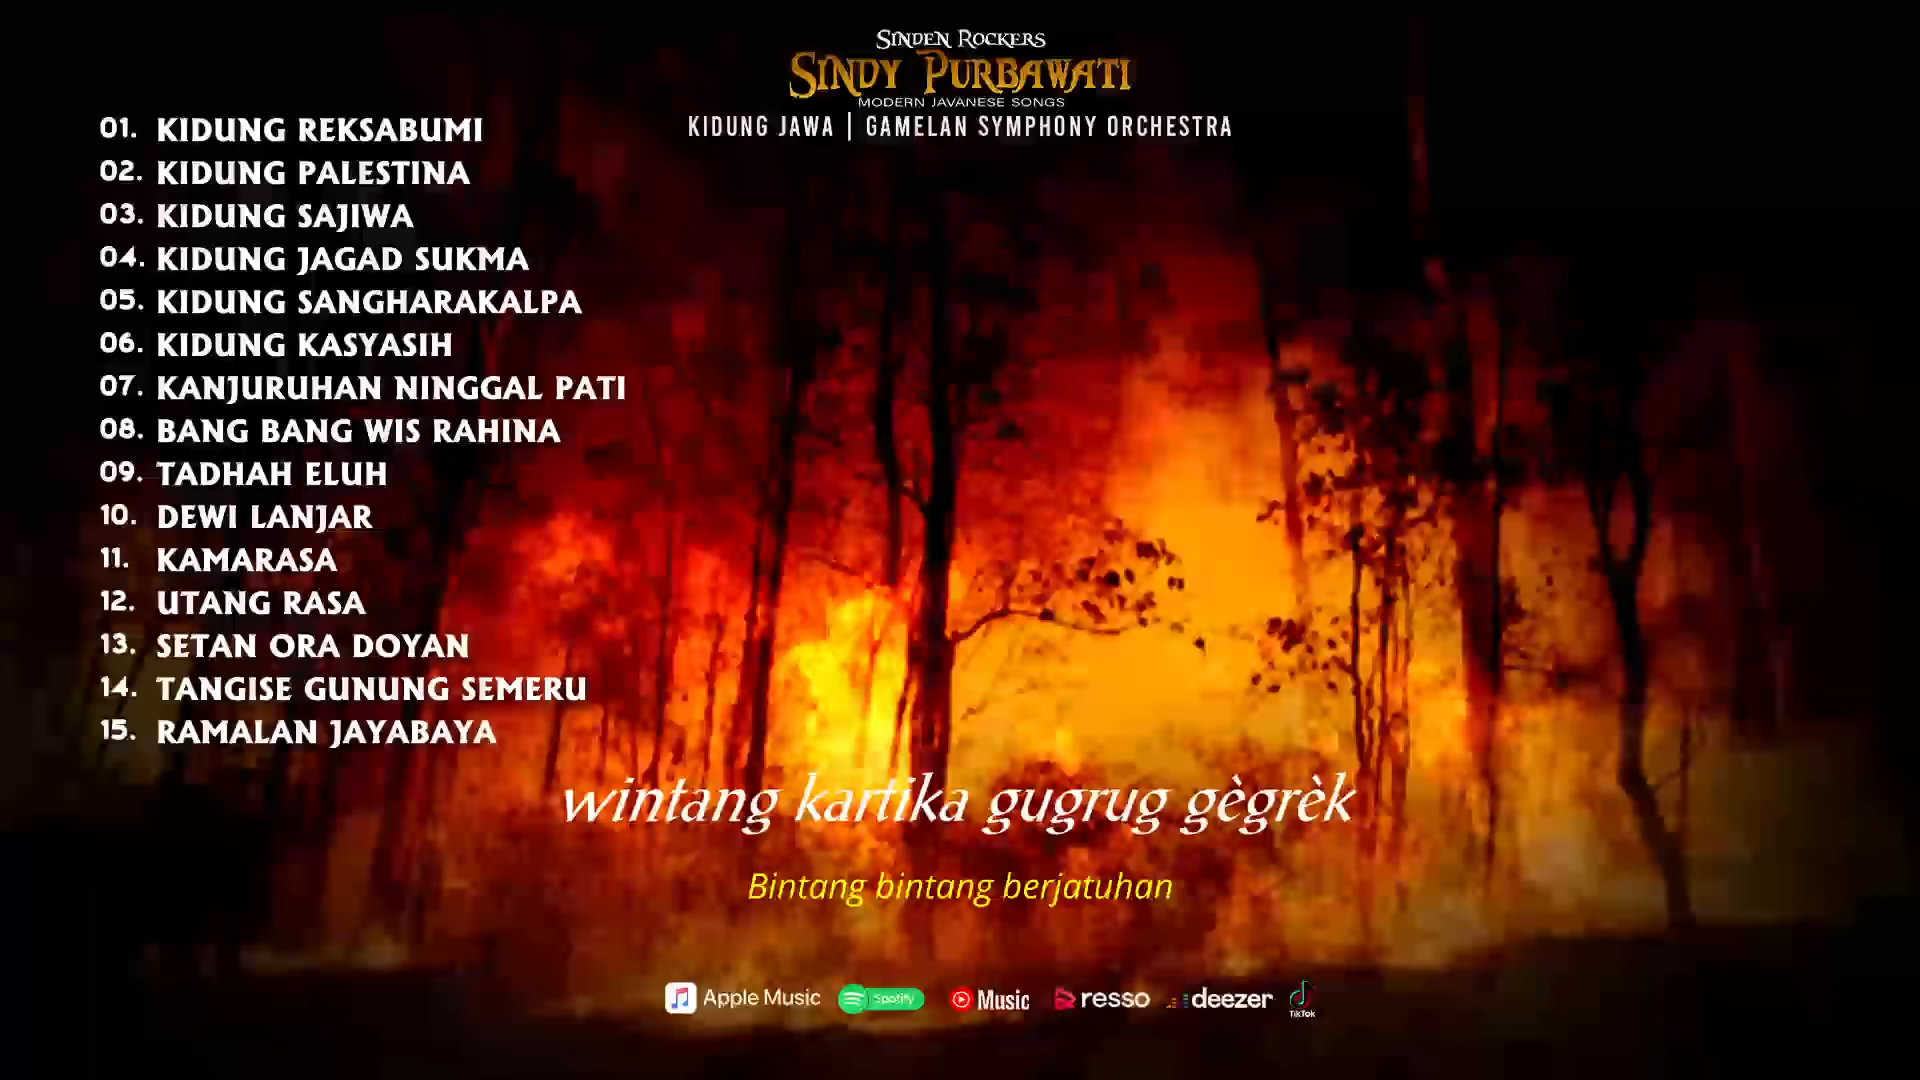 SINDEN ROCKERS
SINDY PURBAWATI
MODERN JAVANESE SONGS
KIDUNG JAWA | GAMELAN SYMPHONY ORCHESTRA
01. KIDUNG REKSABUMI
02. KIDUNG PALESTINA
03. KIDUNG SAJIWA
04. KIDUNG JAGAD SUKMA
05. KIDUNG SANGHARAKALPA
06. KIDUNG KASYASIH
07. KANJURUHAN NINGGAL PATI
08. BANG BANG WIS RAHINA
09. TADHAH ELUH
10. DEWI LANJAR
11. KAMARASA
12. UTANG RASA
13. SETAN ORA DOYAN
14. TANGISE GUNUNG SEMERU
15. RAMALAN JAYABAYA
wintang kartika gugrug gègrèk
Bintang bintang berjatuhan
Apple Music Spotify Music resso deezer TikTok